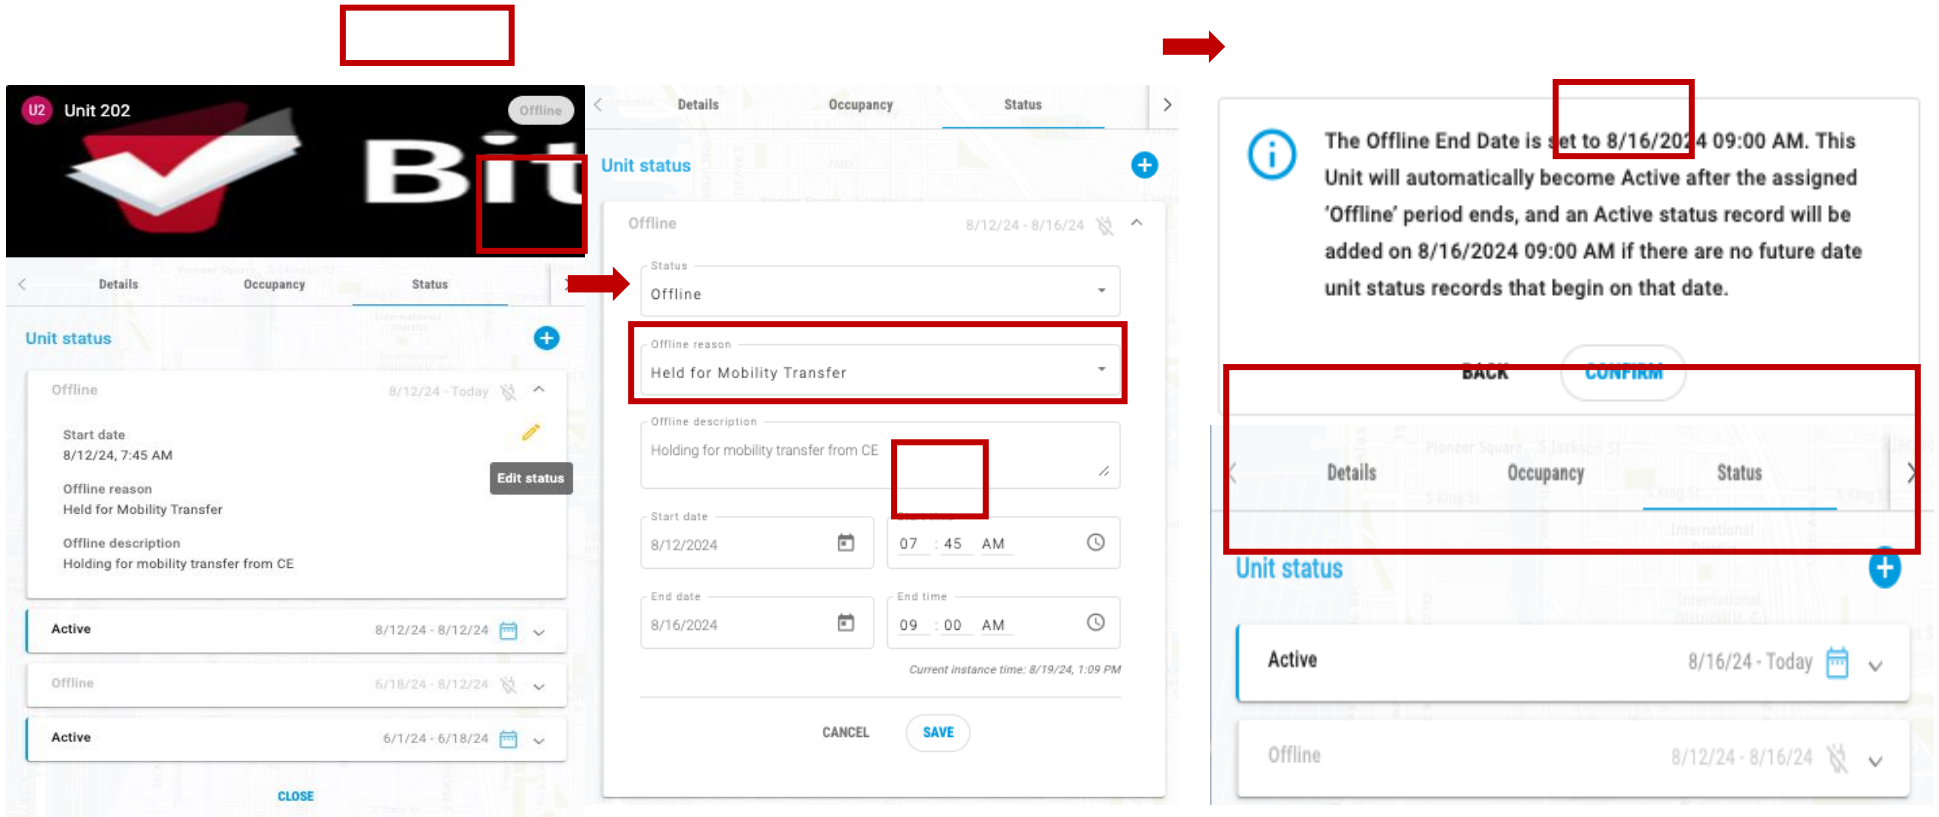 U2 Unit 202 Offline
Bit
Details Occupancy Status
Unit status
Offline 8/12/24 - Today
Start date
8/12/24, 7:45 AM
Edit status
Offline reason
Held for Mobility Transfer
Offline description
Holding for mobility transfer from CE
Active 8/12/24 - 8/12/24
Offline 6/18/24 - 8/12/24
Active 6/1/24 - 6/18/24
CLOSE
Details Occupancy Status
Unit status
Offline 8/12/24 - 8/16/24
Status
Offline
Offline reason
Held for Mobility Transfer
Offline description
Holding for mobility transfer from CE
Start date
8/12/2024 07 : 45 AM
End date End time
8/16/2024 09 : 00 AM
Current instance time: 8/19/24, 1:09 PM
CANCEL SAVE
The Offline End Date is set to 8/16/2024 09:00 AM. This
Unit will automatically become Active after the assigned
‘Offline’ period ends, and an Active status record will be
added on 8/16/2024 09:00 AM if there are no future date
unit status records that begin on that date.
BACK CONFIRM
Pioneer Square S Jackson St
Details Occupancy Status
S King St
International
Unit status
Active 8/16/24 - Today
Offline 8/12/24 - 8/16/24